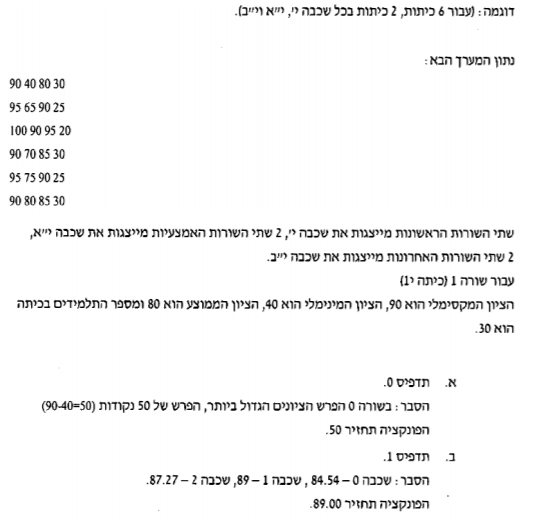 דוגמה: (עבור 6 כיתות, 2 כיתות בכל שכבה י', י״א וי״ב).
נתון המערך הבא:
90 40 80 30
95 65 90 25
100 90 95 20
90 70 85 30
95 75 90 25
90 80 85 30
שתי השורות הראשונות מייצגות את שכבה י', 2 שתי השורות האמצעיות מייצגות את שכבה י״א,
2 שתי השורות האחרונות מייצגות את שכבה י״ב.
עבור שורה 1 (כיתה י1)
הציון המקסימלי הוא 90, הציון המינימלי הוא 40, הציון הממוצע הוא 80 ומספר התלמידים בכיתה
הוא 30.
א. תדפיס 0.
הסבר: בשורה 0 הפרש הציונים הגדול ביותר, הפרש של 50 נקודות (90-40=50)
הפונקציה תחזיר 50.
ב. תדפיס 1.
הסבר: שכבה 0 – 84.54, שכבה 1 – 89, שכבה 2 – 87.27.
הפונקציה תחזיר 89.00.